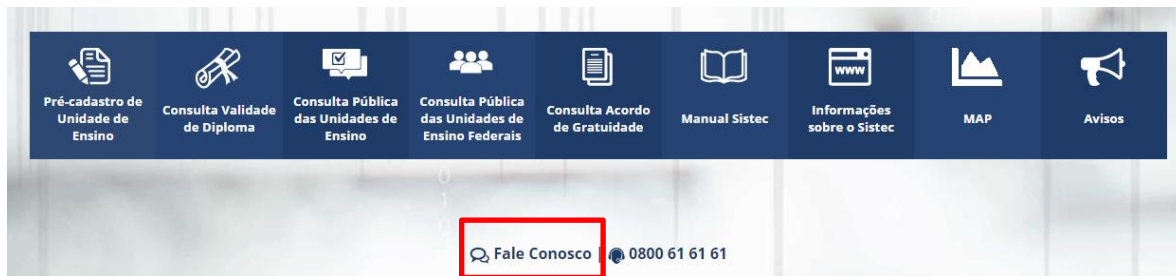 Pré-cadastro de
Unidade de
Ensino
Consulta Validade
de Diploma
Consulta Pública
das Unidades de
Ensino
Consulta Pública
das Unidades de
Ensino Federais
Consulta Acordo
de Gratuidade
Manual Sistec
www
Informações
sobre o Sistec
MAP
Avisos
Fale Conosco | 0800 61 61 61